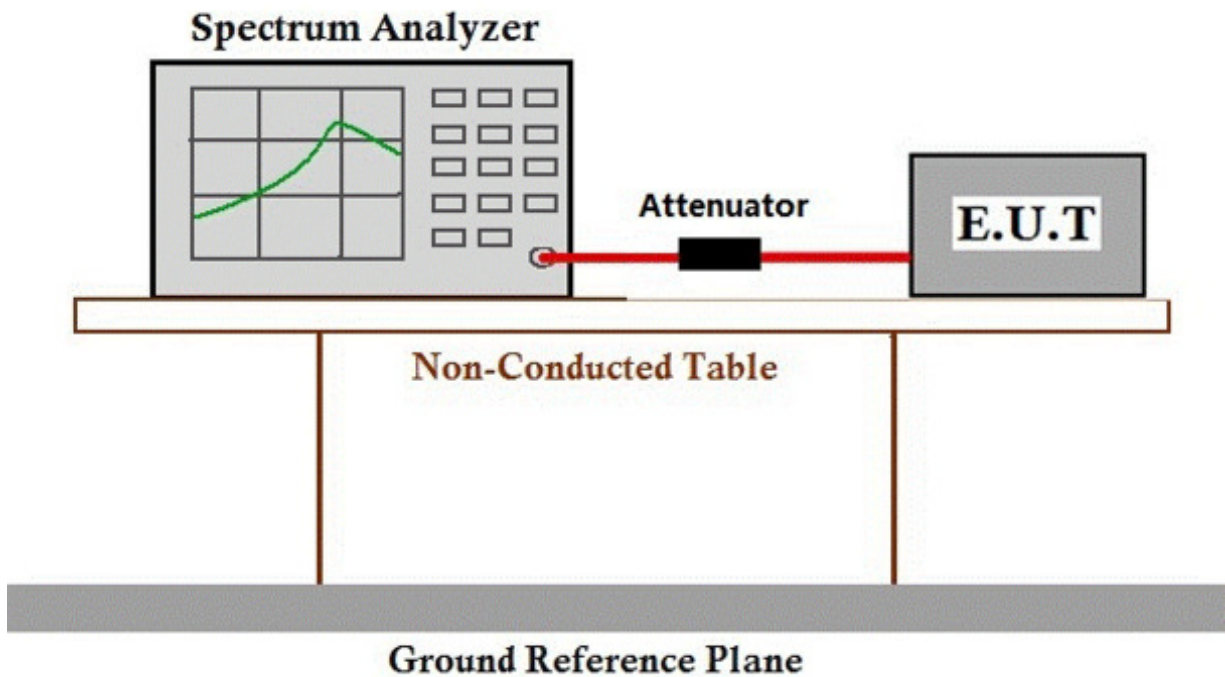 Spectrum Analyzer
Attenuator
E.U.T
Non-Conducted Table
Ground Reference Plane